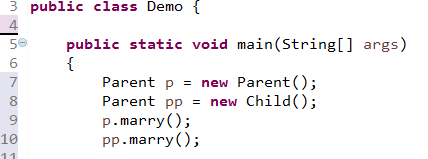 3 public class Demo {
4
5 public static void main(String[] args)
6 {
7 Parent p = new Parent();
8 Parent pp = new Child();
9 p.marry();
10 pp.marry();
11